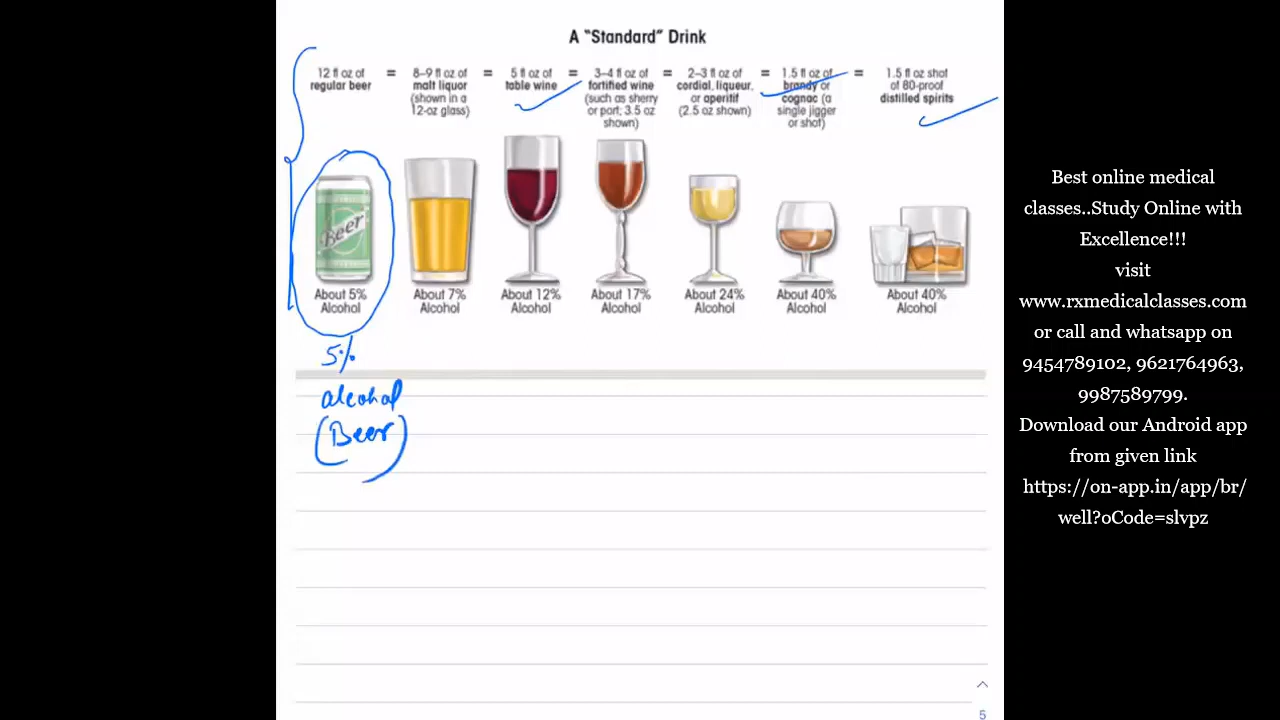 A “Standard” Drink
12 fl oz of = 8–9 fl oz of = 5 fl oz of = 3–4 fl oz of = 2–3 fl oz of = 1.5 fl oz of = 1.5 fl oz shot
regular beer malt liquor table wine fortified wine cordial, liqueur, brandy or of 80-proof
(shown in a (such as sherry or aperitif cognac (a distilled spirits
12-oz glass) or port; 3.5 oz (2.5 oz shown) single jigger
shown) or shot)
Beer
About 5% About 7% About 12% About 17% About 24% About 40% About 40%
Alcohol Alcohol Alcohol Alcohol Alcohol Alcohol Alcohol
5%
alcohol
(Beer)
5
Best online medical
classes..Study Online with
Excellence!!!
visit
www.rxmedicalclasses.com
or call and whatsapp on
9454789102, 9621764963,
9987589799.
Download our Android app
from given link
https://on-app.in/app/br/
well?oCode=slvpz